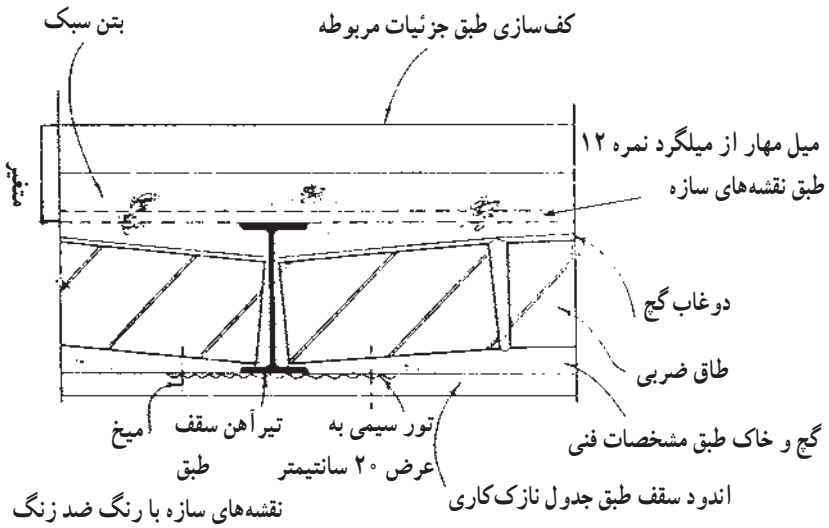 بتن سبک
کف‌سازی طبق جزئیات مربوطه
میل مهار از میلگرد نمره ۱۲
طبق نقشه‌های سازه
متغیر
دوغاب گچ
طاق ضربی
گچ و خاک طبق مشخصات فنی
اندود سقف طبق جدول نازک‌کاری
تور سیمی به
عرض ۲۰ سانتیمتر
تیرآهن سقف
طبق
نقشه‌های سازه با رنگ ضد زنگ
میخ